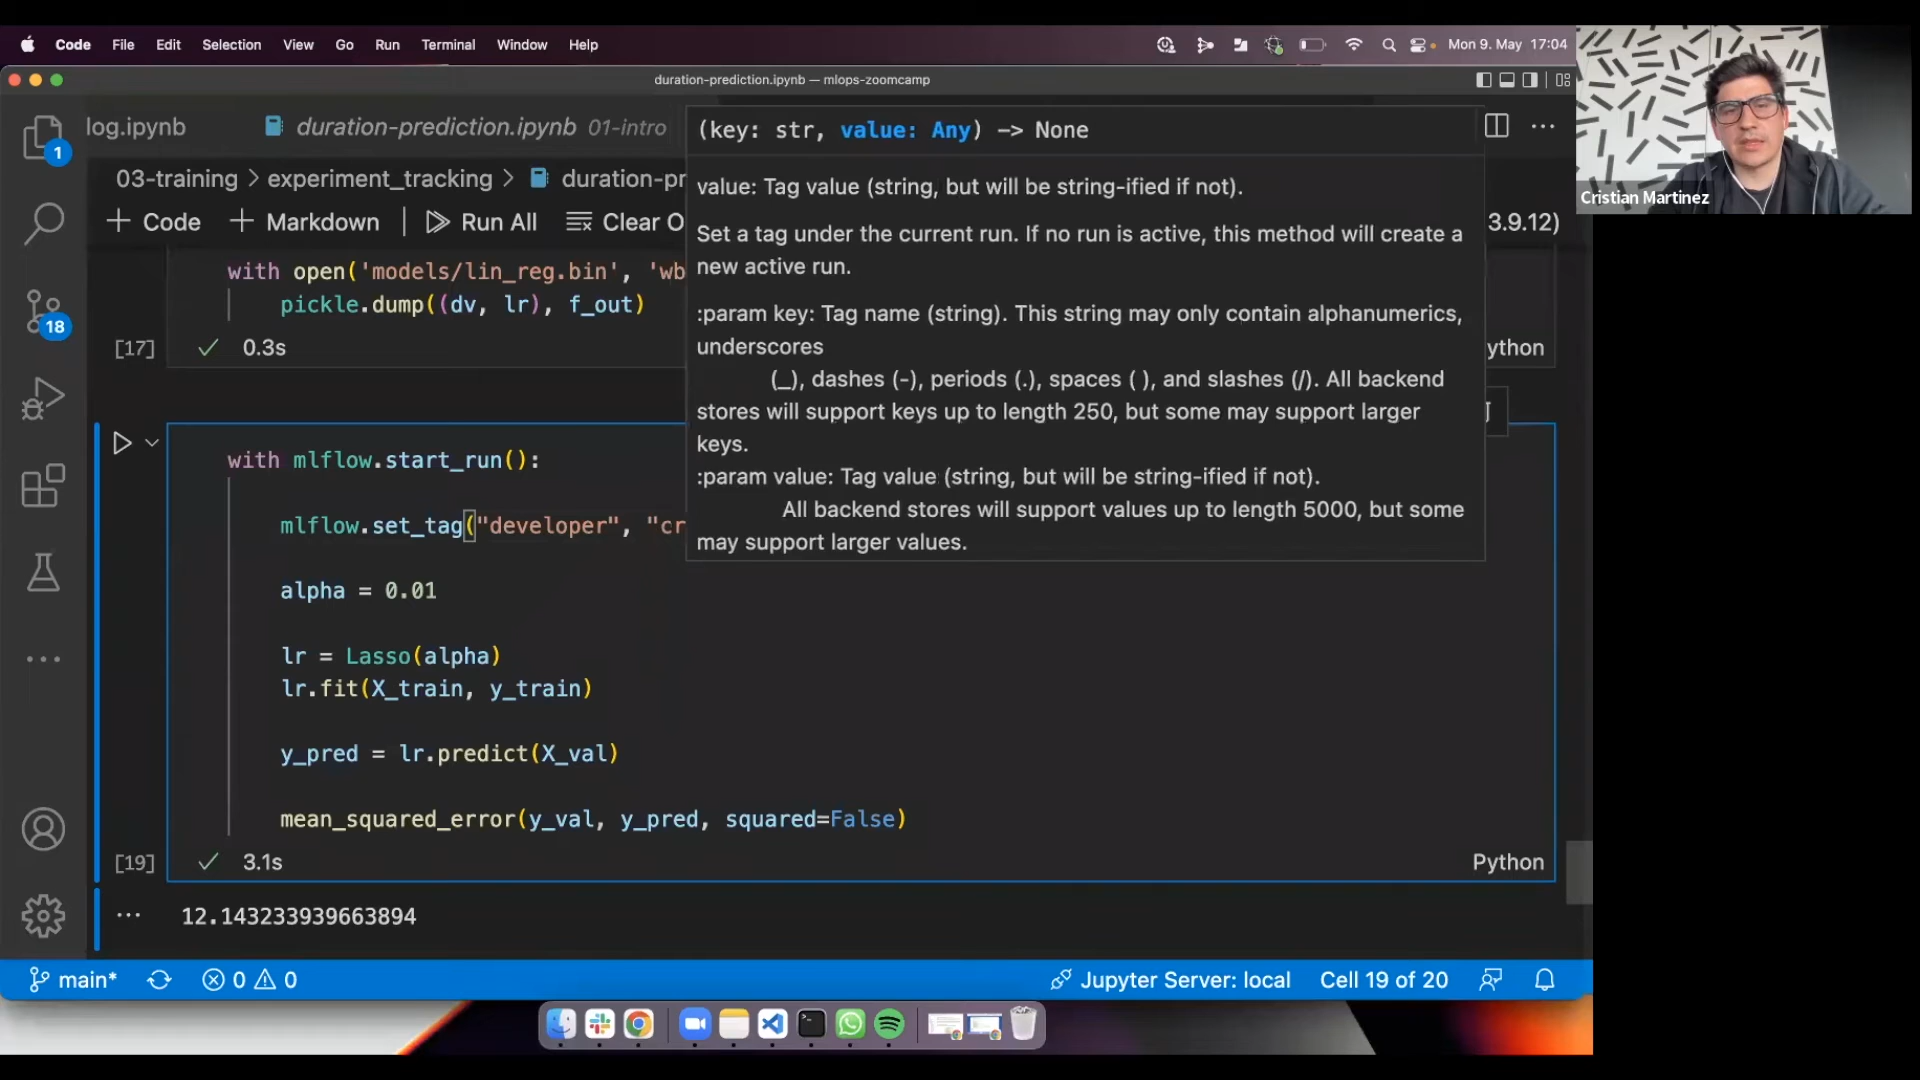 Code File Edit Selection View Go Run Terminal Window Help Mon 9. May 17:04
duration-prediction.ipynb — mlops-zoomcamp
log.ipynb duration-prediction.ipynb 01-intro
1
03-training > experiment_tracking > duration-pr
+ Code + Markdown Run All Clear O 3.9.12)
(key: str, value: Any) -> None
value: Tag value (string, but will be string-ified if not).
Set a tag under the current run. If no run is active, this method will create a
new active run.
:param key: Tag name (string). This string may only contain alphanumerics,
underscores
(_), dashes (-), periods (.), spaces ( ), and slashes (/). All backend
stores will support keys up to length 250, but some may support larger
keys.
:param value: Tag value (string, but will be string-ified if not).
All backend stores will support values up to length 5000, but some
may support larger values.
with open('models/lin_reg.bin', 'wb
pickle.dump((dv, lr), f_out)
18
[17] 0.3s ython
with mlflow.start_run():
mlflow.set_tag("developer", "cr
alpha = 0.01
lr = Lasso(alpha)
lr.fit(X_train, y_train)
y_pred = lr.predict(X_val)
mean_squared_error(y_val, y_pred, squared=False)
[19] 3.1s Python
12.143233939663894
main* 0 0 Jupyter Server: local Cell 19 of 20
Cristian Martinez